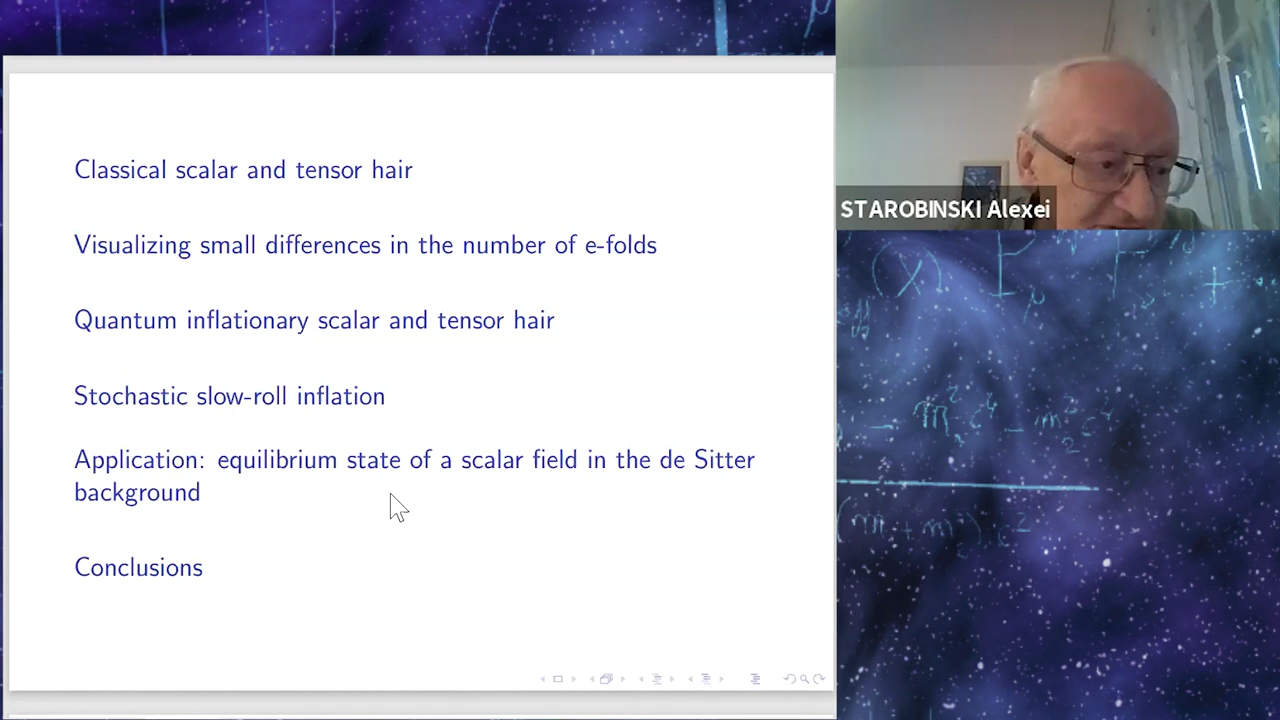 Classical scalar and tensor hair
Visualizing small differences in the number of e-folds
Quantum inflationary scalar and tensor hair
Stochastic slow-roll inflation
Application: equilibrium state of a scalar field in the de Sitter
background
Conclusions
STAROBINSKI Alexei